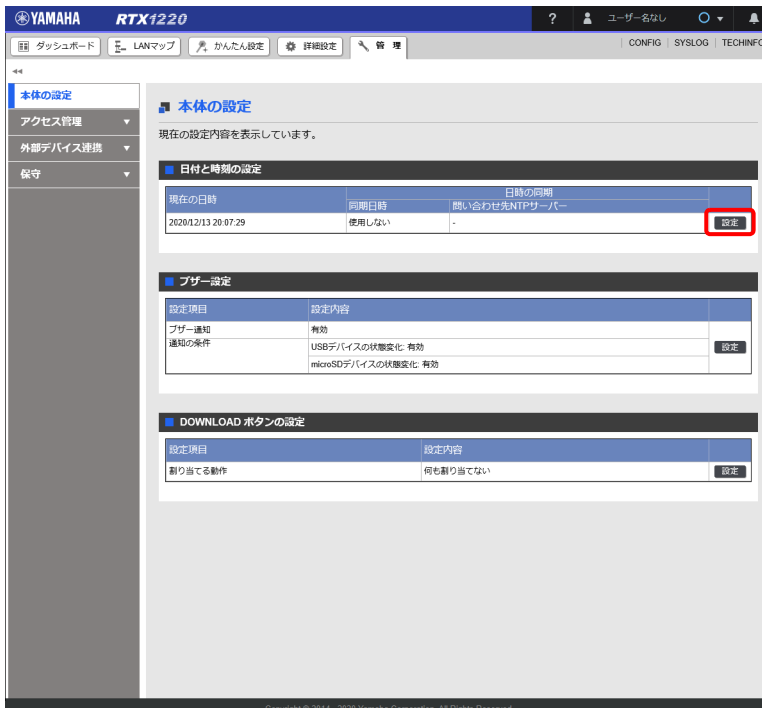 YAMAHA RTX1220 ? ユーザー名なし
ダッシュボード LANマップ かんたん設定 詳細設定 管理 CONFIG SYSLOG TECHINFO
本体の設定
アクセス管理
外部デバイス連携
保守
本体の設定
現在の設定内容を表示しています。
日付と時刻の設定
現在の日時 日時の同期
同期日時 問い合わせ先NTPサーバー
2020/12/13 20:07:29 使用しない - 設定
ブザー設定
設定項目 設定内容
ブザー通知 有効
通知の条件 USBデバイスの状態変化: 有効 設定
microSDデバイスの状態変化: 有効
DOWNLOAD ボタンの設定
設定項目 設定内容
割り当てる動作 何も割り当てない 設定
Copyright © 2014 - 2020 Yamaha Corporation. All Rights Reserved.